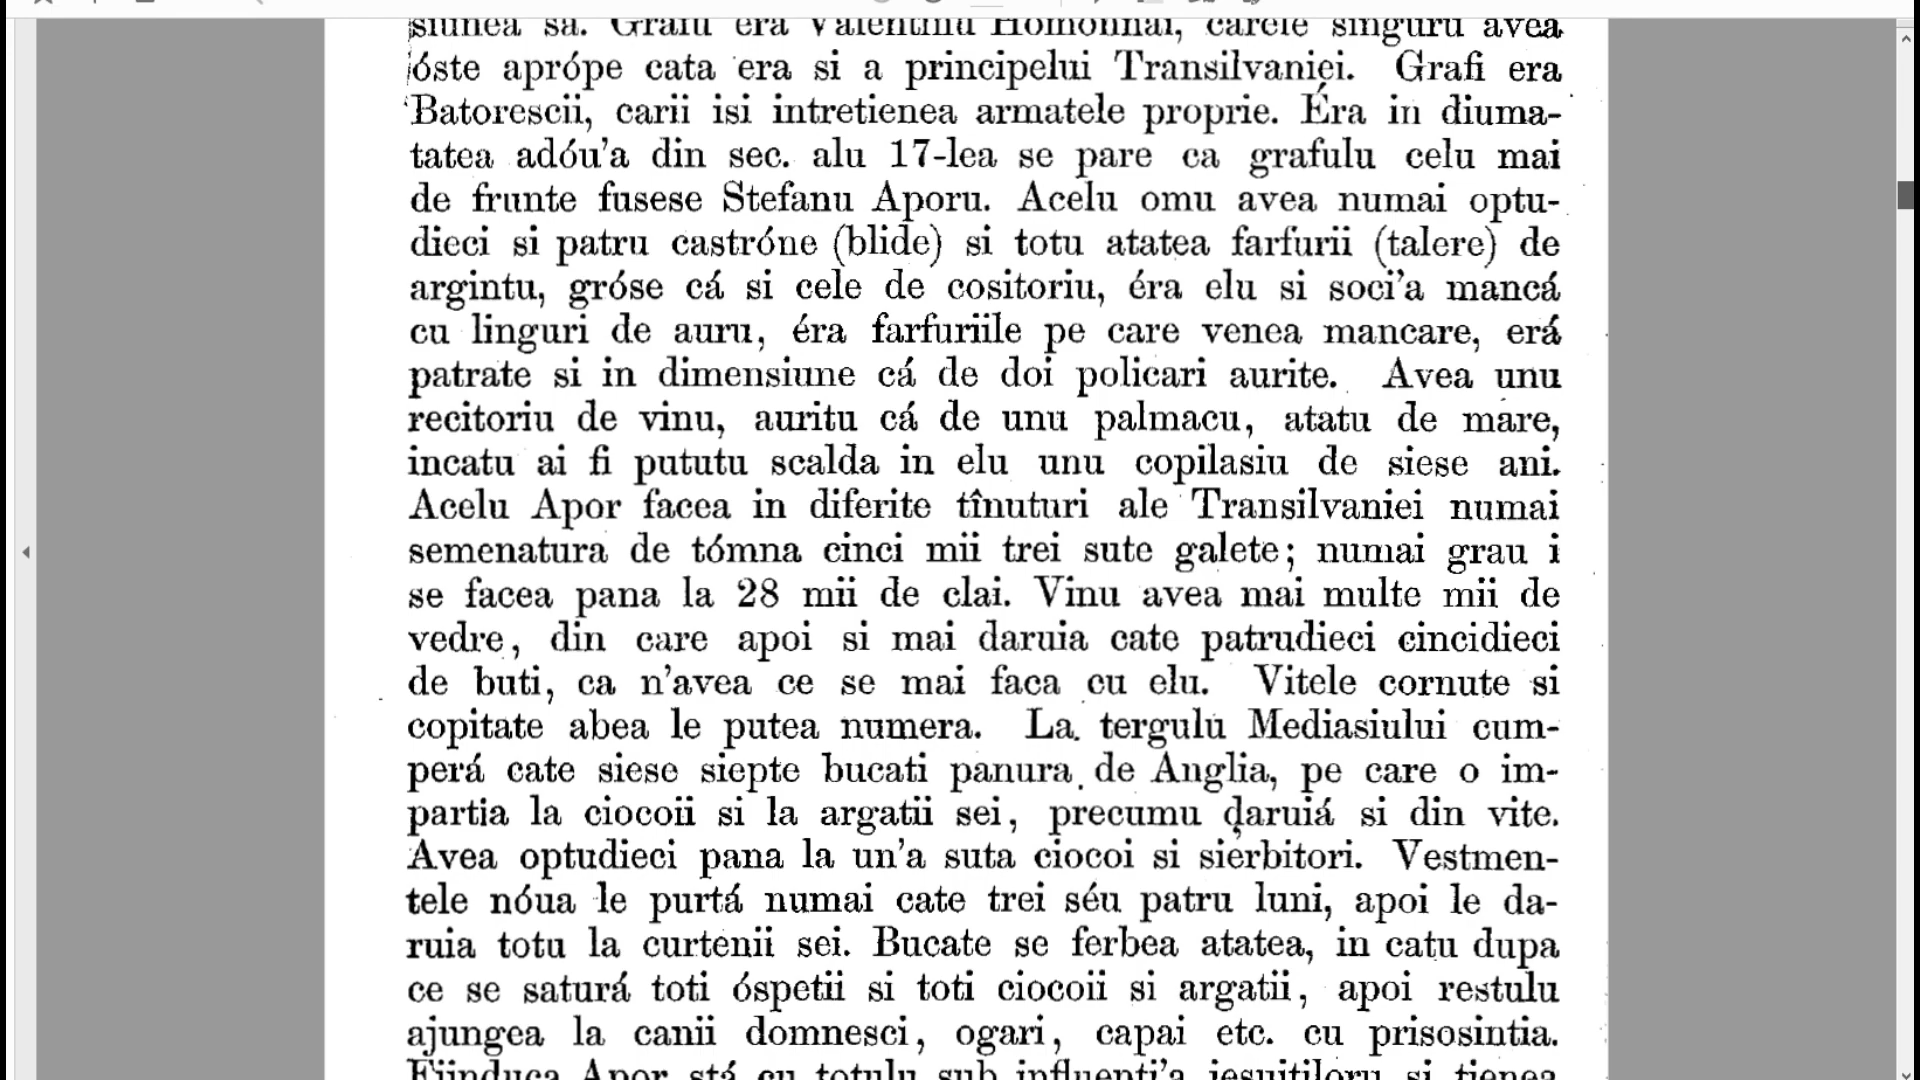 siunea sa. Grafu era Valentinu Homonnai, carele singuru avea
óste aprópe cata era si a principelui Transilvaniei. Grafi era
Batorescii, carii isi intretienea armatele proprie. Éra in diuma-
tatea adóu'a din sec. alu 17-lea se pare ca grafulu celu mai
de frunte fusese Stefanu Aporu. Acelu omu avea numai optu-
dieci si patru castróne (blide) si totu atatea farfurii (talere) de
argintu, gróse cá si cele de cositoriu, éra elu si soci'a mancá
cu linguri de auru, éra farfuriile pe care venea mancare, erá
patrate si in dimensiune cá de doi policari aurite. Avea unu
recitoriu de vinu, auritu cá de unu palmacu, atatu de mare,
incatu ai fi pututu scalda in elu unu copilasiu de siese ani.
Acelu Apor facea in diferite tînuturi ale Transilvaniei numai
semenatura de tómna cinci mii trei sute galete; numai grau i
se facea pana la 28 mii de clai. Vinu avea mai multe mii de
vedre, din care apoi si mai daruia cate patrudieci cincidieci
de buti, ca n'avea ce se mai faca cu elu. Vitele cornute si
copitate abea le putea numera. La tergulu Mediasiului cum-
perá cate siese siepte bucati panura de Anglia, pe care o im-
partia la ciocoii si la argatii sei, precumu daruiá si din vite.
Avea optudieci pana la un'a suta ciocoi si sierbitori. Vestmen-
tele nóua le purtá numai cate trei séu patru luni, apoi le da-
ruia totu la curtenii sei. Bucate se ferbea atatea, in catu dupa
ce se saturá toti óspetii si toti ciocoii si argatii, apoi restulu
ajungea la canii domnesci, ogari, capai etc. cu prisosintia.
Fiinduca Apor stá cu totulu sub influenti'a iesuitiloru si tienea